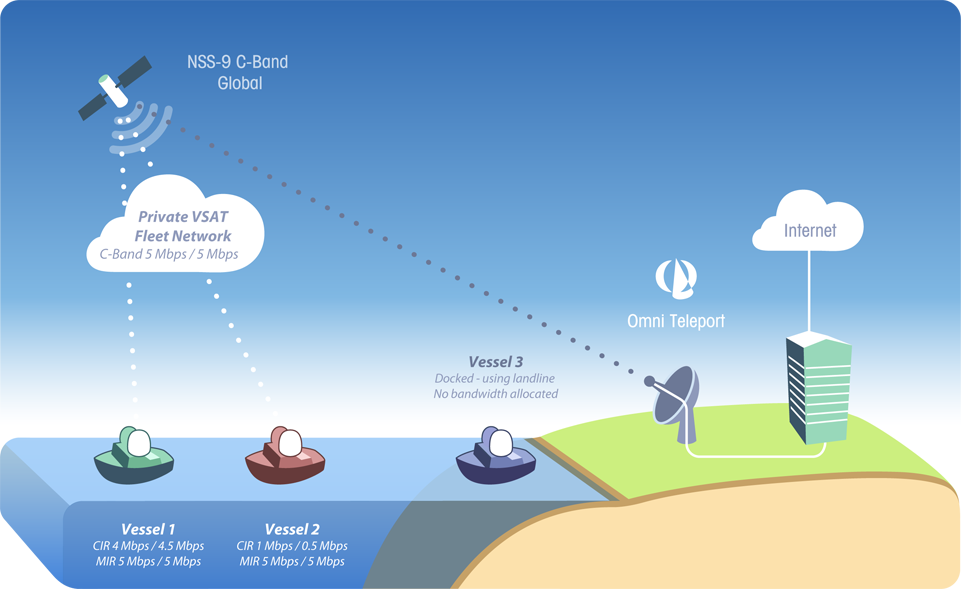 NSS-9 C-Band
Global
Private VSAT
Fleet Network
C-Band 5 Mbps / 5 Mbps
Internet
Omni Teleport
Vessel 3
Docked - using landline
No bandwidth allocated
Vessel 1
CIR 4 Mbps / 4.5 Mbps
MIR 5 Mbps / 5 Mbps
Vessel 2
CIR 1 Mbps / 0.5 Mbps
MIR 5 Mbps / 5 Mbps